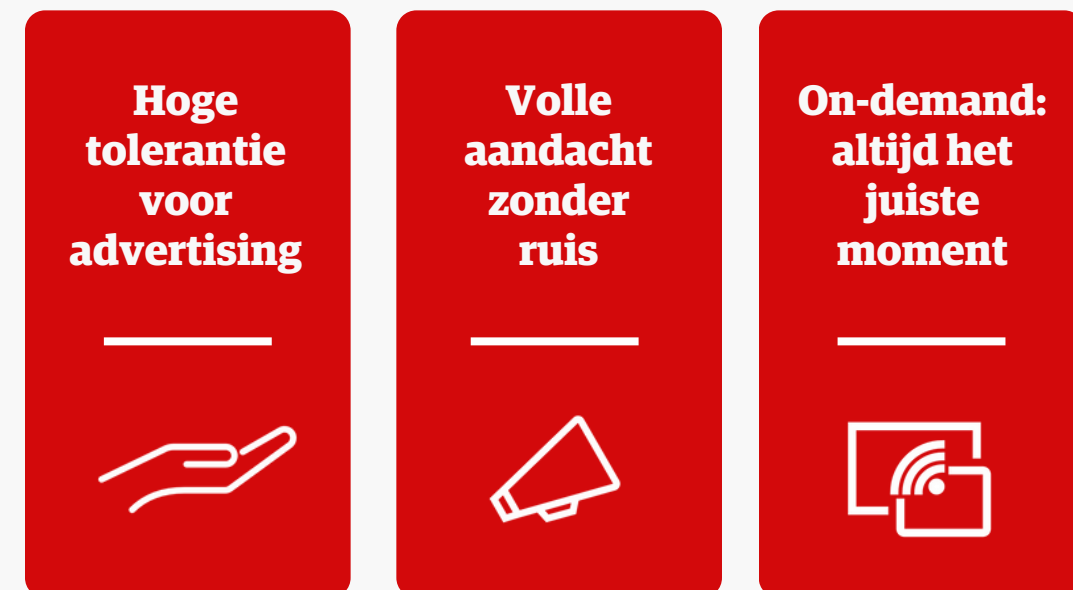 Hoge
tolerantie
voor
advertising
Volle
aandacht
zonder
ruis
On-demand:
altijd het
juiste
moment